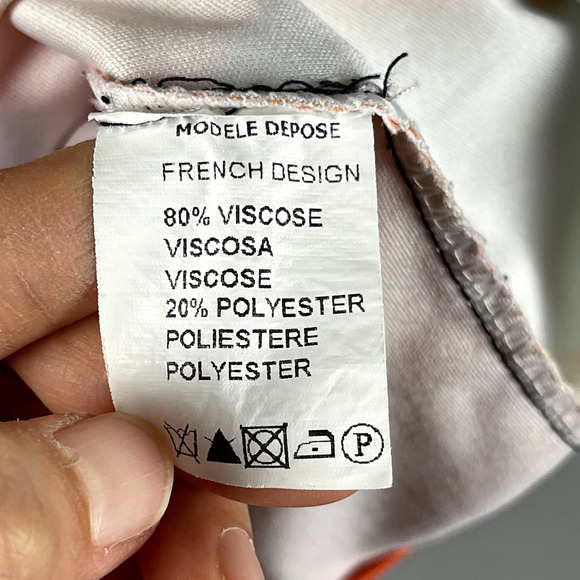 MODELE DEPOSE
FRENCH DESIGN
80% VISCOSE
VISCOSA
VISCOSE
20% POLYESTER
POLIESTERE
POLYESTER
P